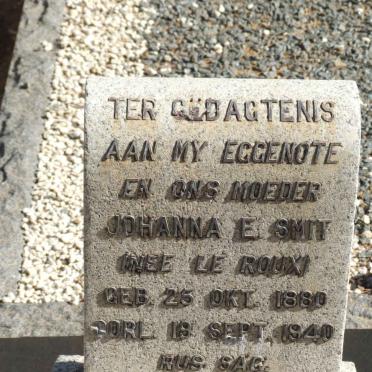 TER GEDAGTENIS
AAN MY EGGENOTE
EN ONS MOEDER
JOHANNA E. SMIT
(NEE LE ROUX)
GEB. 25 OKT. 1880
OORL. 19 SEPT. 1940
RUS SAG.